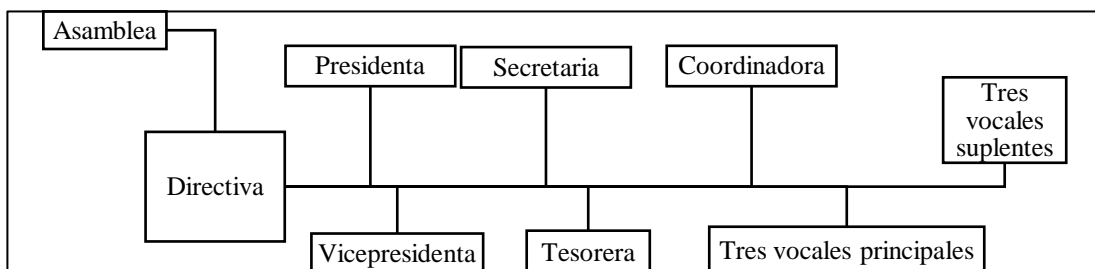 Asamblea
Presidenta
Secretaria
Coordinadora
Tres
vocales
suplentes
Directiva
Vicepresidenta
Tesorera
Tres vocales principales